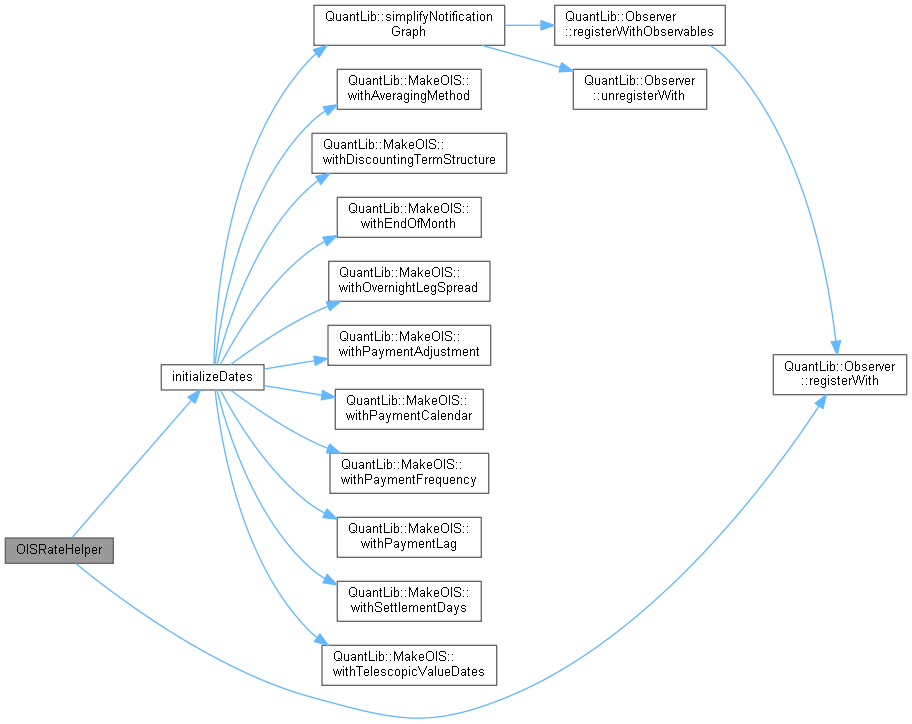 QuantLib::simplifyNotification
Graph
QuantLib::Observer
::registerWithObservables
QuantLib::Observer
::unregisterWith
QuantLib::MakeOIS::
withAveragingMethod
QuantLib::MakeOIS::
withDiscountingTermStructure
QuantLib::MakeOIS::
withEndOfMonth
QuantLib::MakeOIS::
withOvernightLegSpread
QuantLib::MakeOIS::
withPaymentAdjustment
initializeDates
QuantLib::Observer
::registerWith
QuantLib::MakeOIS::
withPaymentCalendar
QuantLib::MakeOIS::
withPaymentFrequency
QuantLib::MakeOIS::
withPaymentLag
OISRateHelper
QuantLib::MakeOIS::
withSettlementDays
QuantLib::MakeOIS::
withTelescopicValueDates